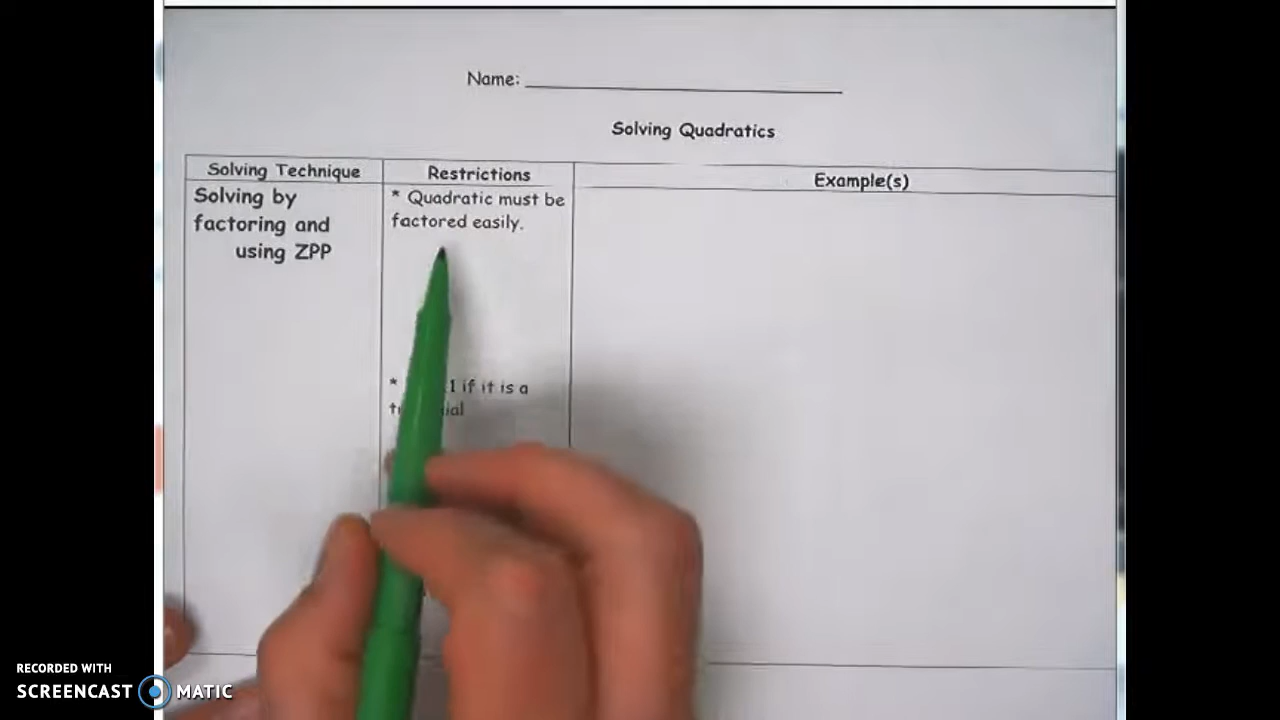 Name:
Solving Quadratics
Solving Technique
Restrictions
Example(s)
Solving by
factoring and
using ZPP
* Quadratic must be
factored easily.
* 1 if it is a
RECORDED WITH
SCREENCAST MATIC